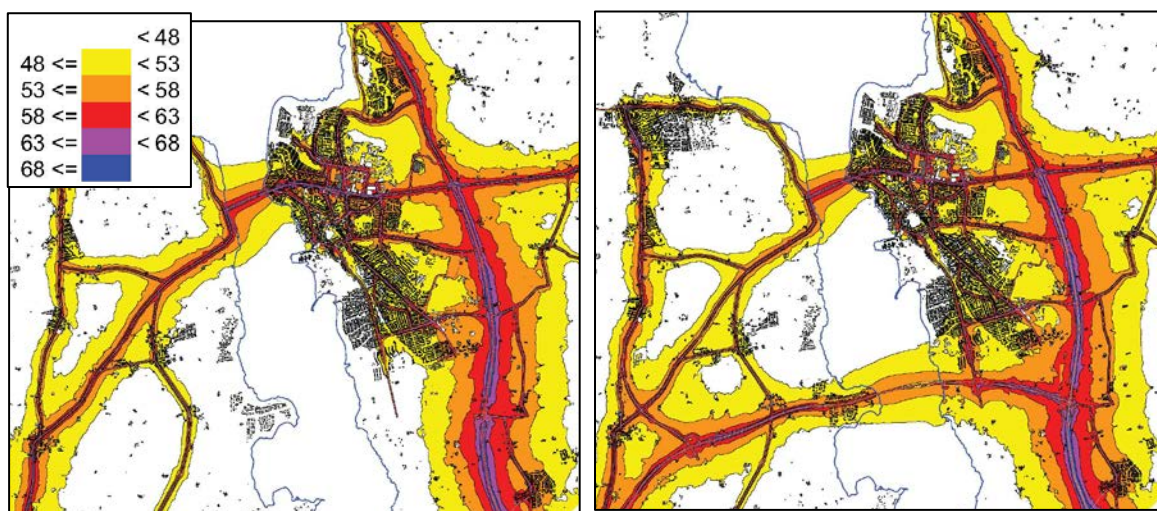 < 48
48 <= < 53
53 <= < 58
58 <= < 63
63 <= < 68
68 <=